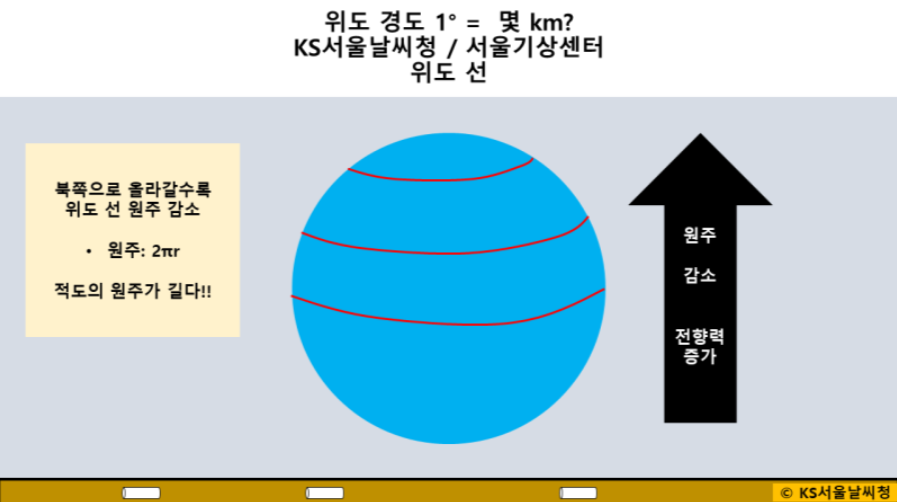 위도 경도 1° = 몇 km?
KS서울날씨청 / 서울기상센터
위도 선
북쪽으로 올라갈수록
위도 선 원주 감소
• 원주: 2πr
적도의 원주가 길다!!
원주
감소
전향력
증가
© KS서울날씨청